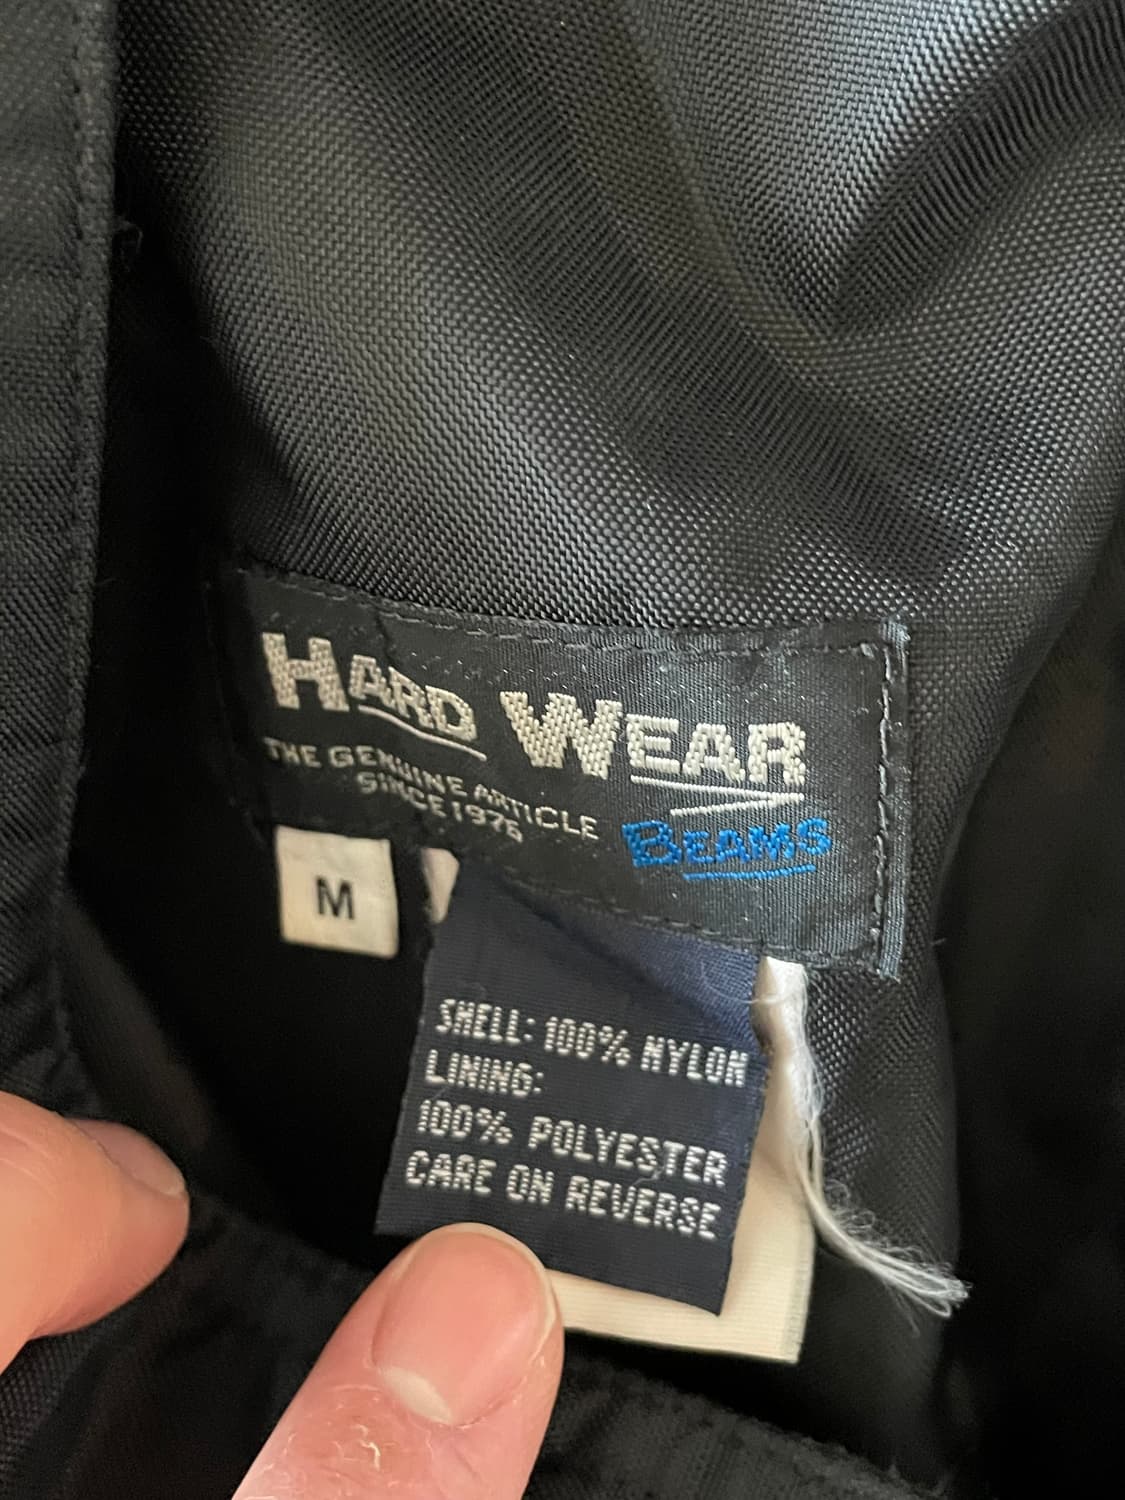 HARD WEAR
THE GENUINE ARTICLE
SINCE 1976
BEAMS
M
SHELL: 100% NYLON
LINING:
100% POLYESTER
CARE ON REVERSE